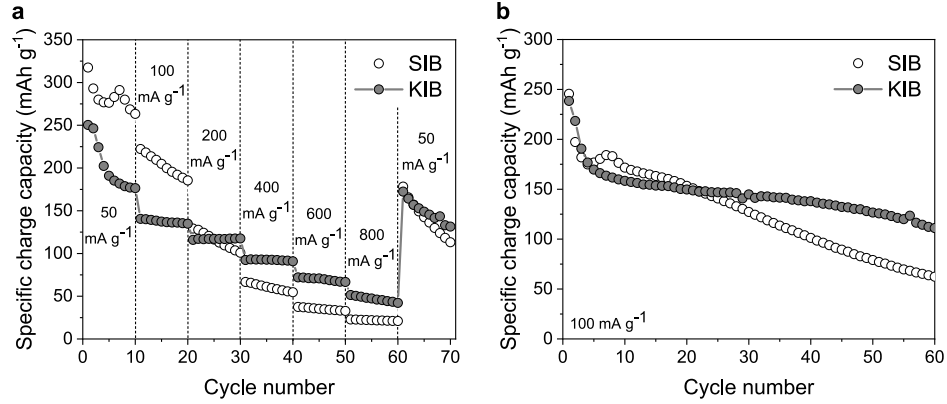 a
Specific charge capacity (mAh g⁻¹)
350
300
250
200
150
100
50
0
100
mA g⁻¹
200
mA g⁻¹
400
mA g⁻¹
600
mA g⁻¹
800
mA g⁻¹
50
mA g⁻¹
50
mA g⁻¹
SIB
KIB
0 10 20 30 40 50 60 70
Cycle number
b
Specific charge capacity (mAh g⁻¹)
300
250
200
150
100
50
0
SIB
KIB
100 mA g⁻¹
0 10 20 30 40 50 60
Cycle number